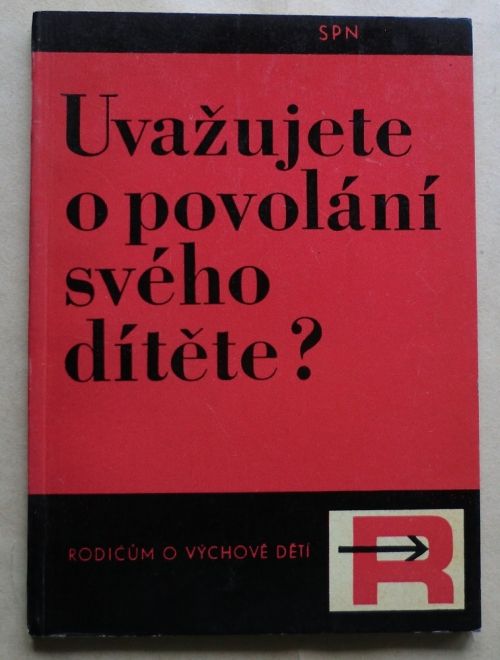 SPN
Uvažujete
o povolání
svého
dítěte?
RODIČŮM O VÝCHOVĚ DĚTÍ
R